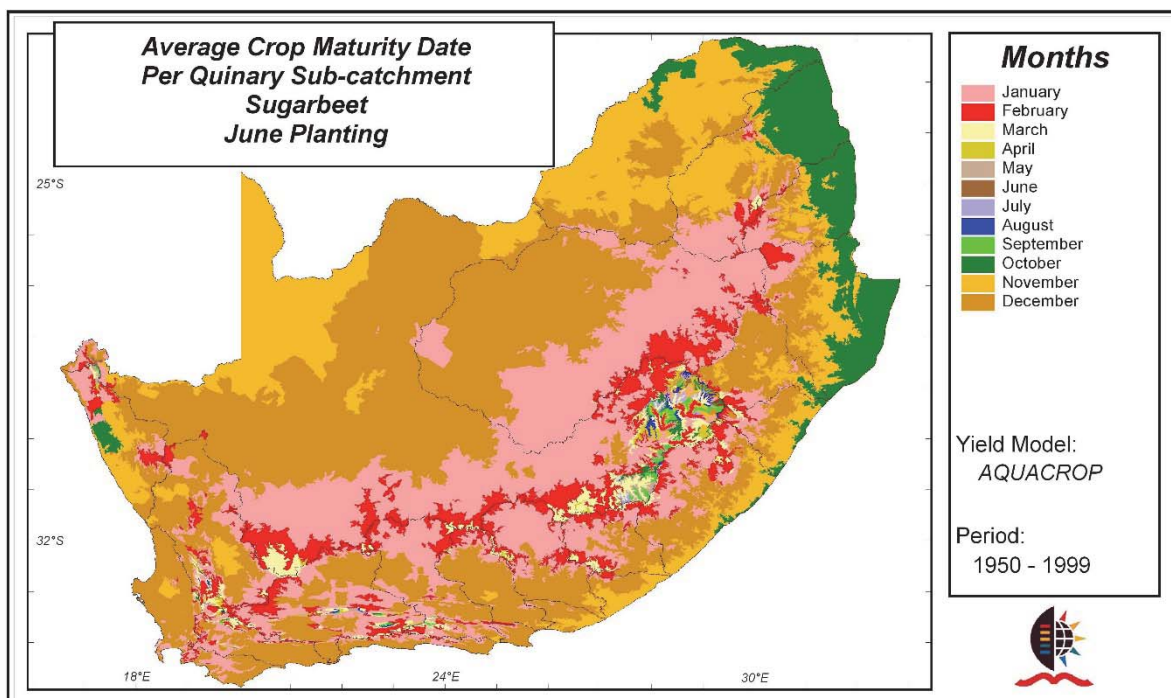 Average Crop Maturity Date
Per Quinary Sub-catchment
Sugarbeet
June Planting
25°S
32°S
18°E
24°E
30°E
Months
January
February
March
April
May
June
July
August
September
October
November
December
Yield Model:
AQUACROP
Period:
1950 - 1999